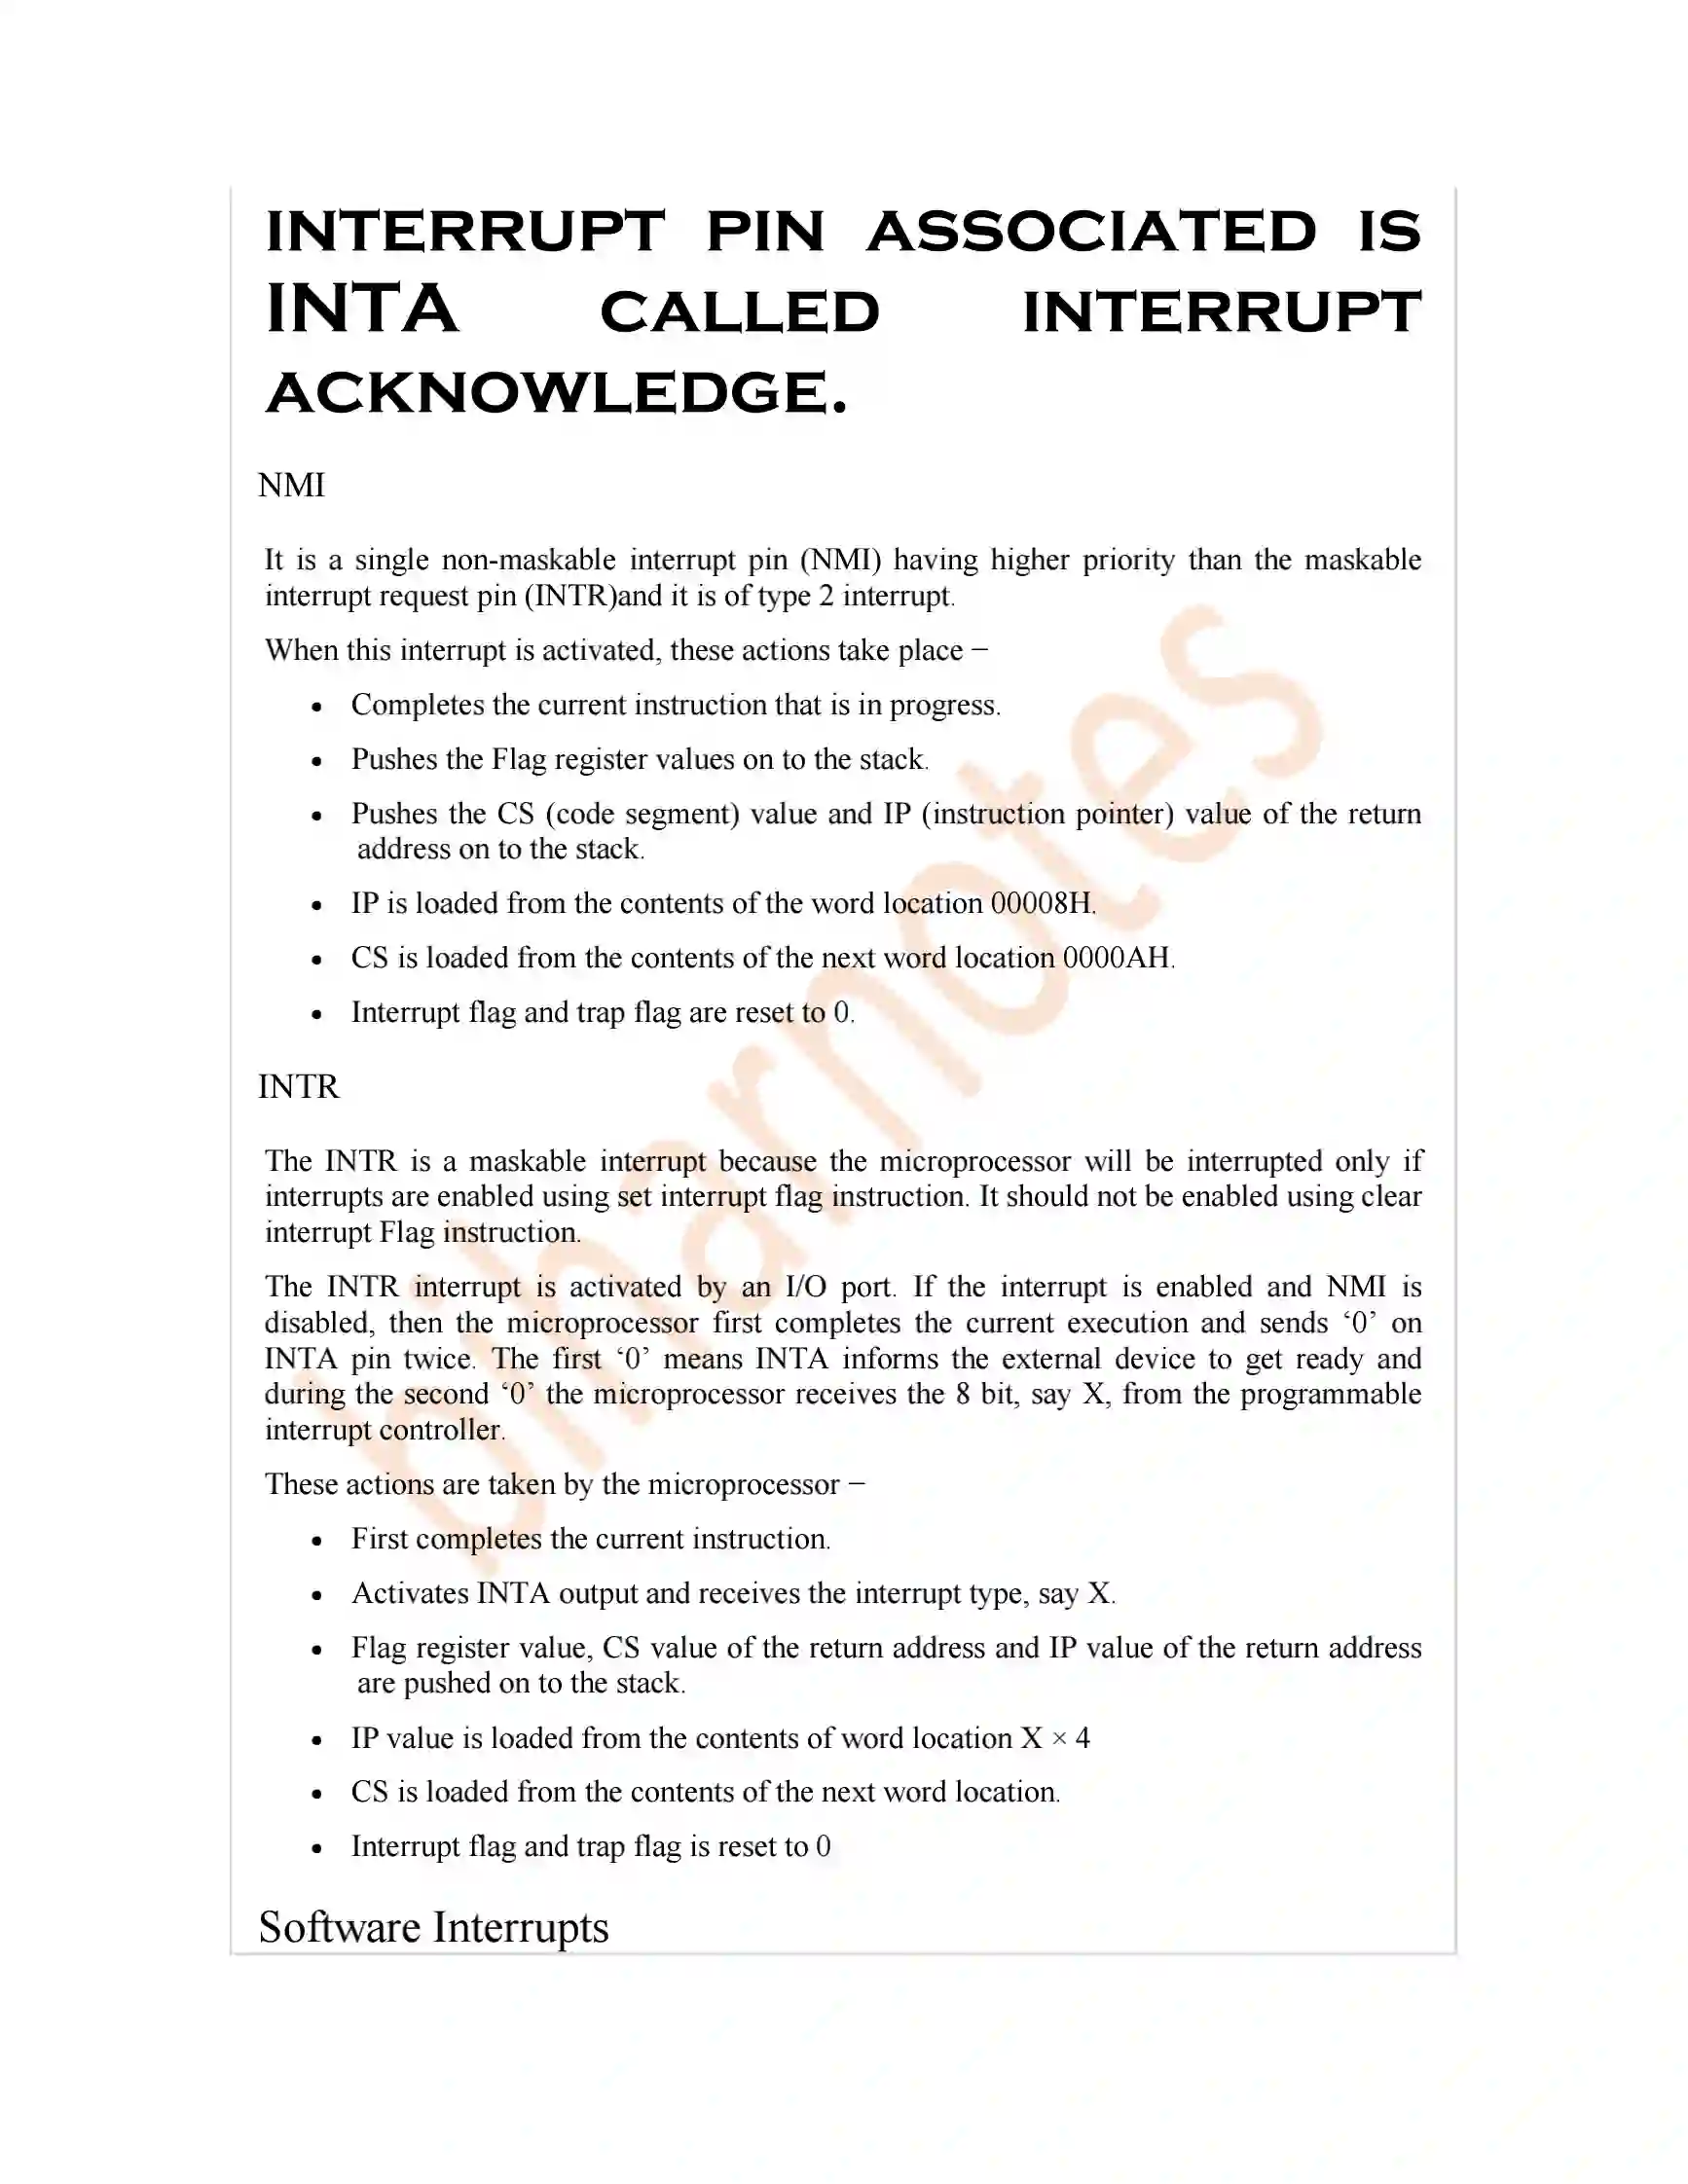 INTERRUPT PIN ASSOCIATED IS
INTA CALLED INTERRUPT
ACKNOWLEDGE.
NMI
It is a single non-maskable interrupt pin (NMI) having higher priority than the maskable
interrupt request pin (INTR)and it is of type 2 interrupt.
When this interrupt is activated, these actions take place −
• Completes the current instruction that is in progress.
• Pushes the Flag register values on to the stack.
• Pushes the CS (code segment) value and IP (instruction pointer) value of the return
address on to the stack.
• IP is loaded from the contents of the word location 00008H.
• CS is loaded from the contents of the next word location 0000AH.
• Interrupt flag and trap flag are reset to 0.
INTR
The INTR is a maskable interrupt because the microprocessor will be interrupted only if
interrupts are enabled using set interrupt flag instruction. It should not be enabled using clear
interrupt Flag instruction.
The INTR interrupt is activated by an I/O port. If the interrupt is enabled and NMI is
disabled, then the microprocessor first completes the current execution and sends ‘0’ on
INTA pin twice. The first ‘0’ means INTA informs the external device to get ready and
during the second ‘0’ the microprocessor receives the 8 bit, say X, from the programmable
interrupt controller.
These actions are taken by the microprocessor −
• First completes the current instruction.
• Activates INTA output and receives the interrupt type, say X.
• Flag register value, CS value of the return address and IP value of the return address
are pushed on to the stack.
• IP value is loaded from the contents of word location X × 4
• CS is loaded from the contents of the next word location.
• Interrupt flag and trap flag is reset to 0
Software Interrupts
biharnotes